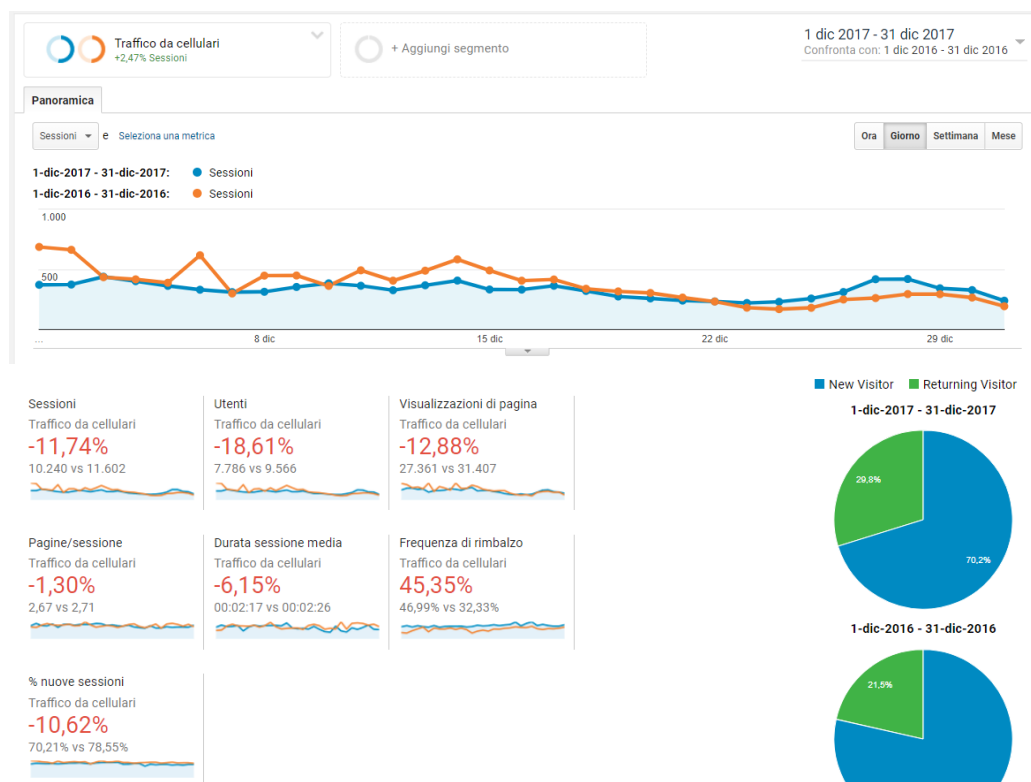 Traffico da cellulari
+2,47% Sessioni
+ Aggiungi segmento
1 dic 2017 - 31 dic 2017
Confronta con: 1 dic 2016 - 31 dic 2016
Panoramica
Sessioni e Seleziona una metrica
Ora Giorno Settimana Mese
1-dic-2017 - 31-dic-2017: Sessioni
1-dic-2016 - 31-dic-2016: Sessioni
1.000
500
... 8 dic 15 dic 22 dic 29 dic
New Visitor Returning Visitor
1-dic-2017 - 31-dic-2017
29,8%
70,2%
1-dic-2016 - 31-dic-2016
21,5%
Sessioni
Traffico da cellulari
-11,74%
10.240 vs 11.602
Utenti
Traffico da cellulari
-18,61%
7.786 vs 9.566
Visualizzazioni di pagina
Traffico da cellulari
-12,88%
27.361 vs 31.407
Pagine/sessione
Traffico da cellulari
-1,30%
2,67 vs 2,71
Durata sessione media
Traffico da cellulari
-6,15%
00:02:17 vs 00:02:26
Frequenza di rimbalzo
Traffico da cellulari
45,35%
46,99% vs 32,33%
% nuove sessioni
Traffico da cellulari
-10,62%
70,21% vs 78,55%